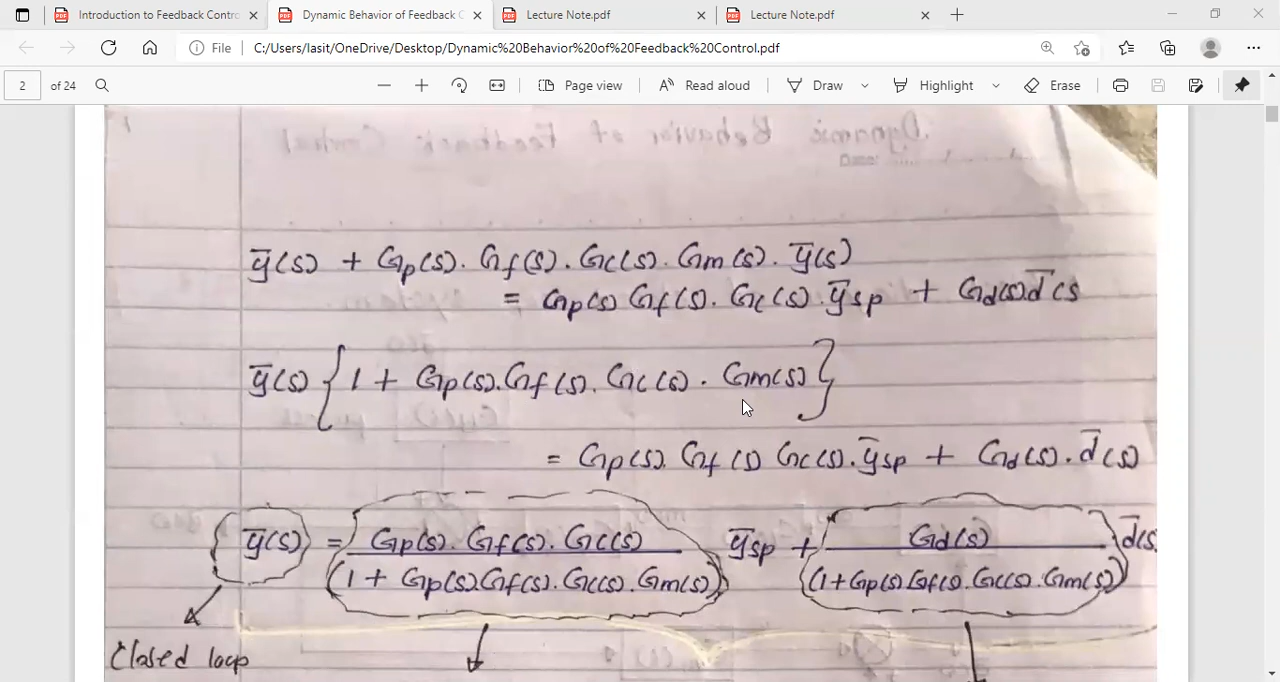 Introduction to Feedback Contro
Dynamic Behavior of Feedback C
Lecture Note.pdf
Lecture Note.pdf
File
C:/Users/lasit/OneDrive/Desktop/Dynamic%20Behavior%20of%20Feedback%20Control.pdf
2 of 24
Page view
Read aloud
Draw
Highlight
Erase
ȳ(s) + Gp(s). Gf(s). Gc(s). Gm(s). ȳ(s)
= Gp(s) Gf(s). Gc(s). ȳsp + Gd(s) d̄(s
ȳ(s) { 1 + Gp(s). Gf(s). Gc(s). Gm(s) }
= Gp(s). Gf(s) Gc(s). ȳsp + Gd(s). d̄(s)
ȳ(s) = Gp(s). Gf(s). Gc(s) / (1 + Gp(s) Gf(s). Gc(s). Gm(s)) ȳsp + Gd(s) / (1+Gp(s) Gf(s). Gc(s). Gm(s)) d̄(s
Closed loop